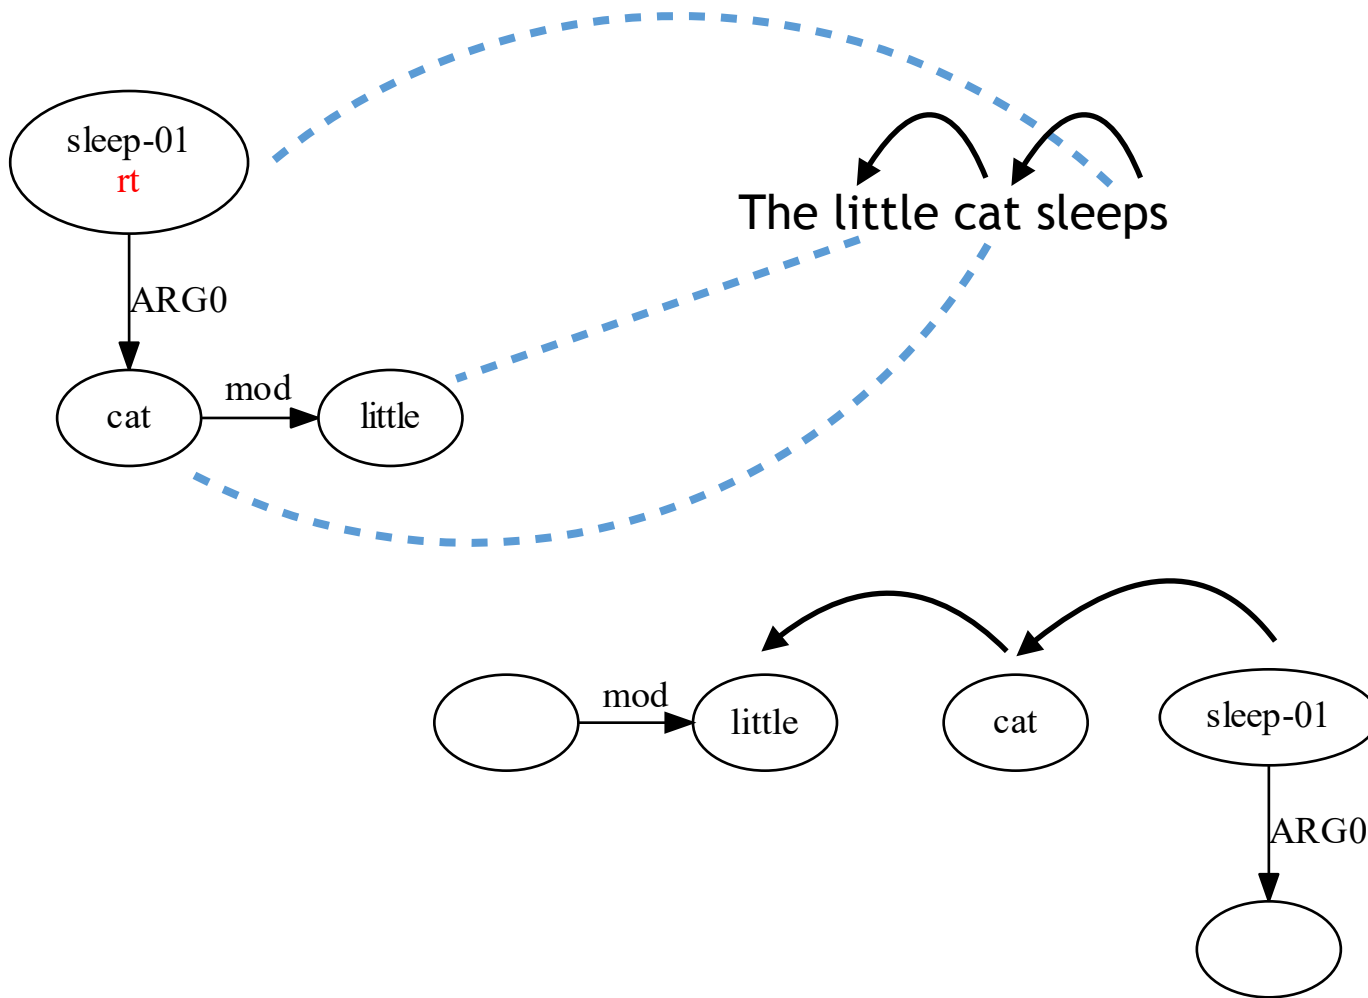 sleep-01
rt
The little cat sleeps
ARG0
cat
mod
little
mod
little
cat
sleep-01
ARG0